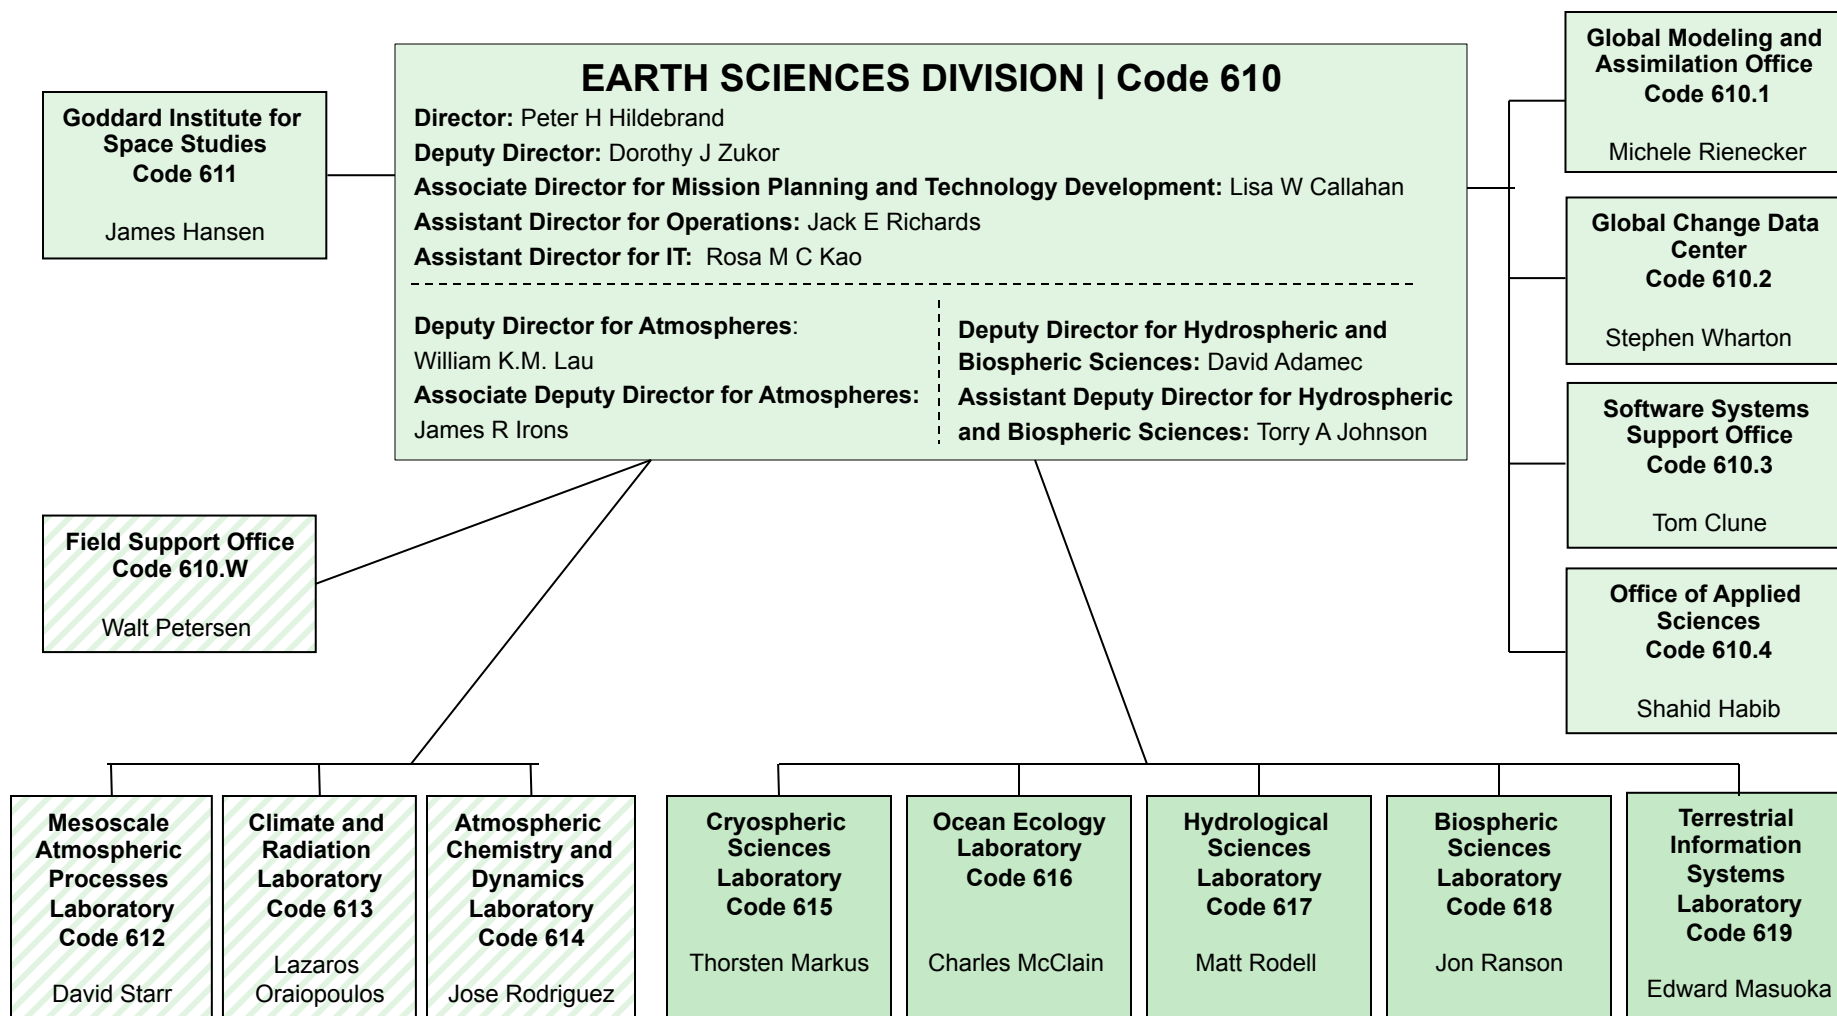 EARTH SCIENCES DIVISION | Code 610
Director: Peter H Hildebrand
Deputy Director: Dorothy J Zukor
Associate Director for Mission Planning and Technology Development: Lisa W Callahan
Assistant Director for Operations: Jack E Richards
Assistant Director for IT: Rosa M C Kao
Deputy Director for Atmospheres:
William K.M. Lau
Associate Deputy Director for Atmospheres:
James R Irons
Deputy Director for Hydrospheric and
Biospheric Sciences: David Adamec
Assistant Deputy Director for Hydrospheric
and Biospheric Sciences: Torry A Johnson
Goddard Institute for
Space Studies
Code 611
James Hansen
Global Modeling and
Assimilation Office
Code 610.1
Michele Rienecker
Global Change Data
Center
Code 610.2
Stephen Wharton
Software Systems
Support Office
Code 610.3
Tom Clune
Office of Applied
Sciences
Code 610.4
Shahid Habib
Field Support Office
Code 610.W
Walt Petersen
Mesoscale
Atmospheric
Processes
Laboratory
Code 612
David Starr
Climate and
Radiation
Laboratory
Code 613
Lazaros
Oraiopoulos
Atmospheric
Chemistry and
Dynamics
Laboratory
Code 614
Jose Rodriguez
Cryospheric
Sciences
Laboratory
Code 615
Thorsten Markus
Ocean Ecology
Laboratory
Code 616
Charles McClain
Hydrological
Sciences
Laboratory
Code 617
Matt Rodell
Biospheric
Sciences
Laboratory
Code 618
Jon Ranson
Terrestrial
Information
Systems
Laboratory
Code 619
Edward Masuoka